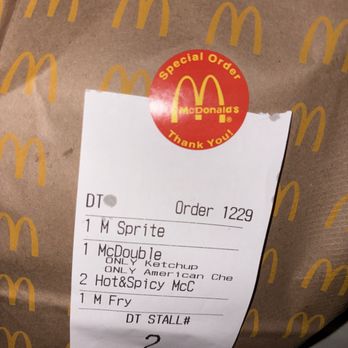 Special Order
McDonald's
®
Thank You!
DT
Order 1229
1 M Sprite
1 McDouble
ONLY Ketchup
ONLY American Che
2 Hot&Spicy McC
1 M Fry
DT STALL#
2